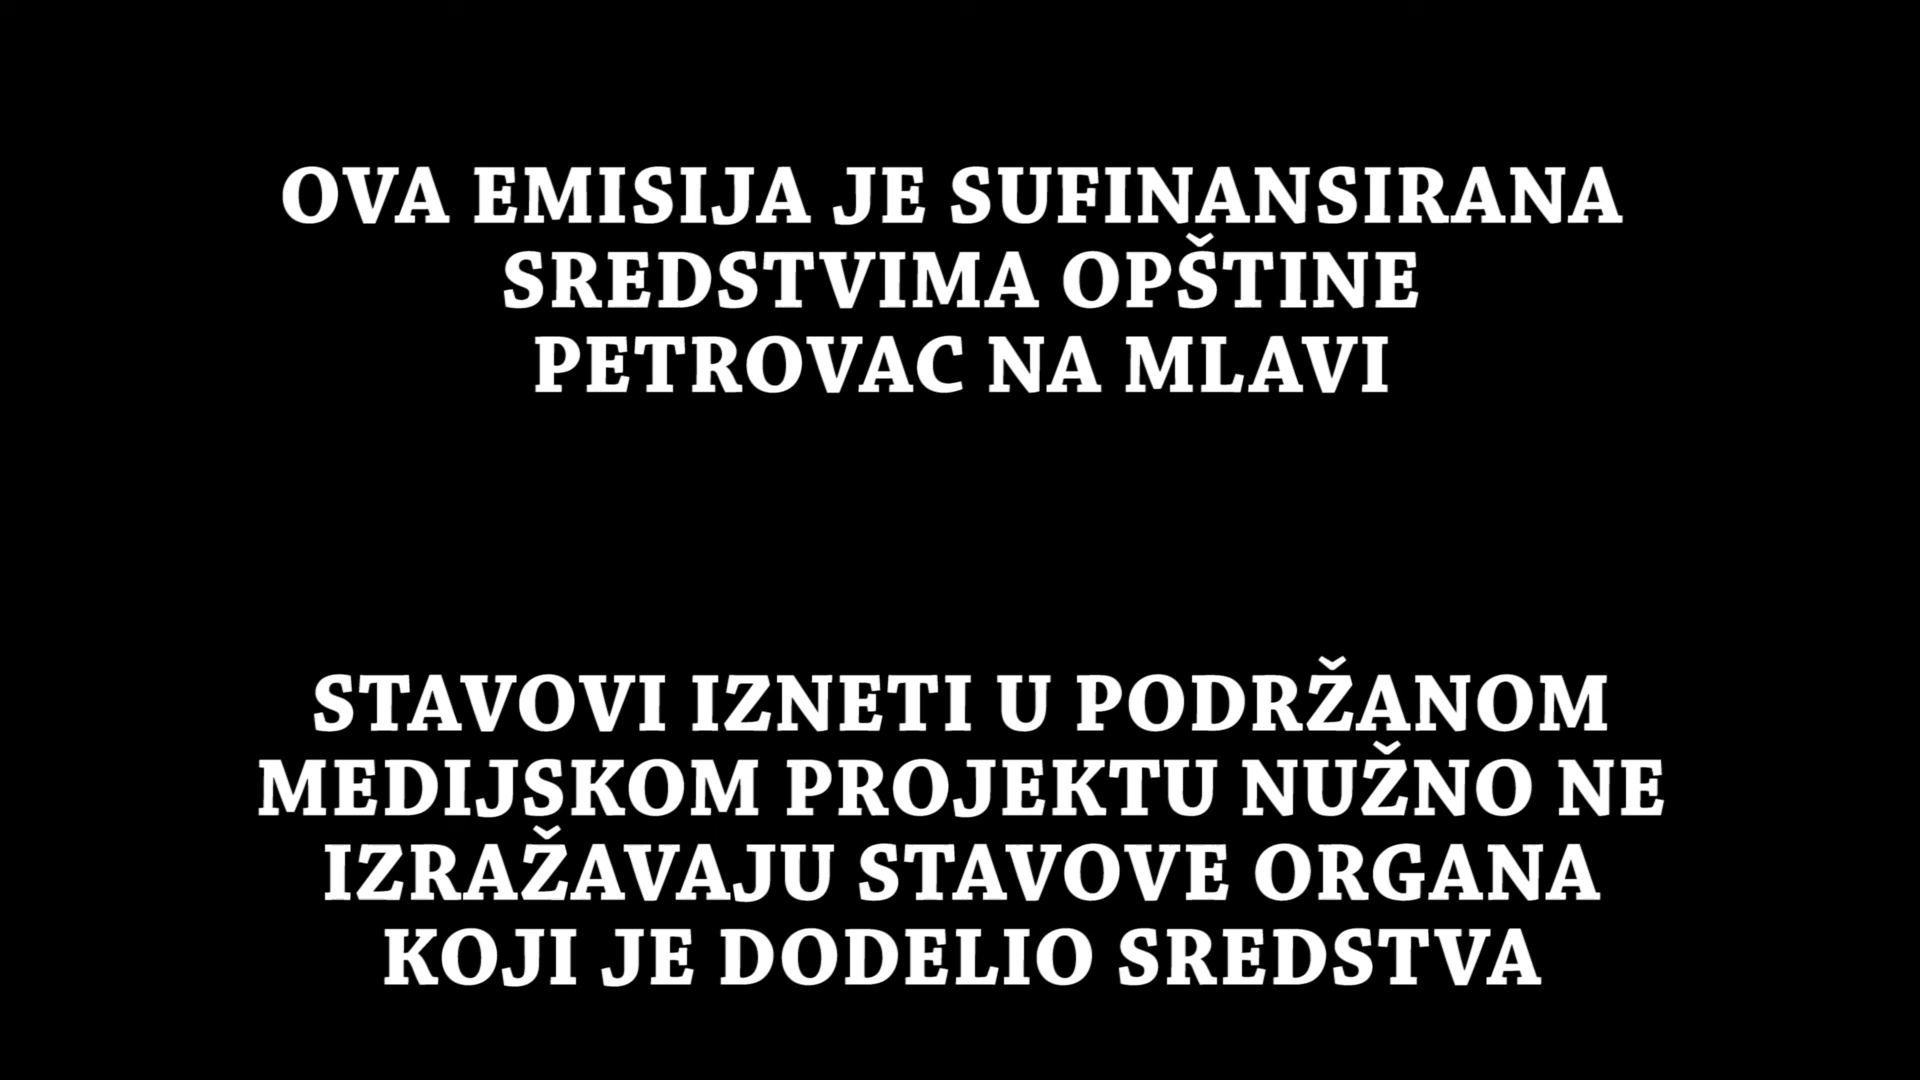 OVA EMISIJA JE SUFINANSIRANA
SREDSTVIMA OPŠTINE
PETROVAC NA MLAVI
STAVOVI IZNETI U PODRŽANOM
MEDIJSKOM PROJEKTU NUŽNO NE
IZRAŽAVAJU STAVOVE ORGANA
KOJI JE DODELIO SREDSTVA